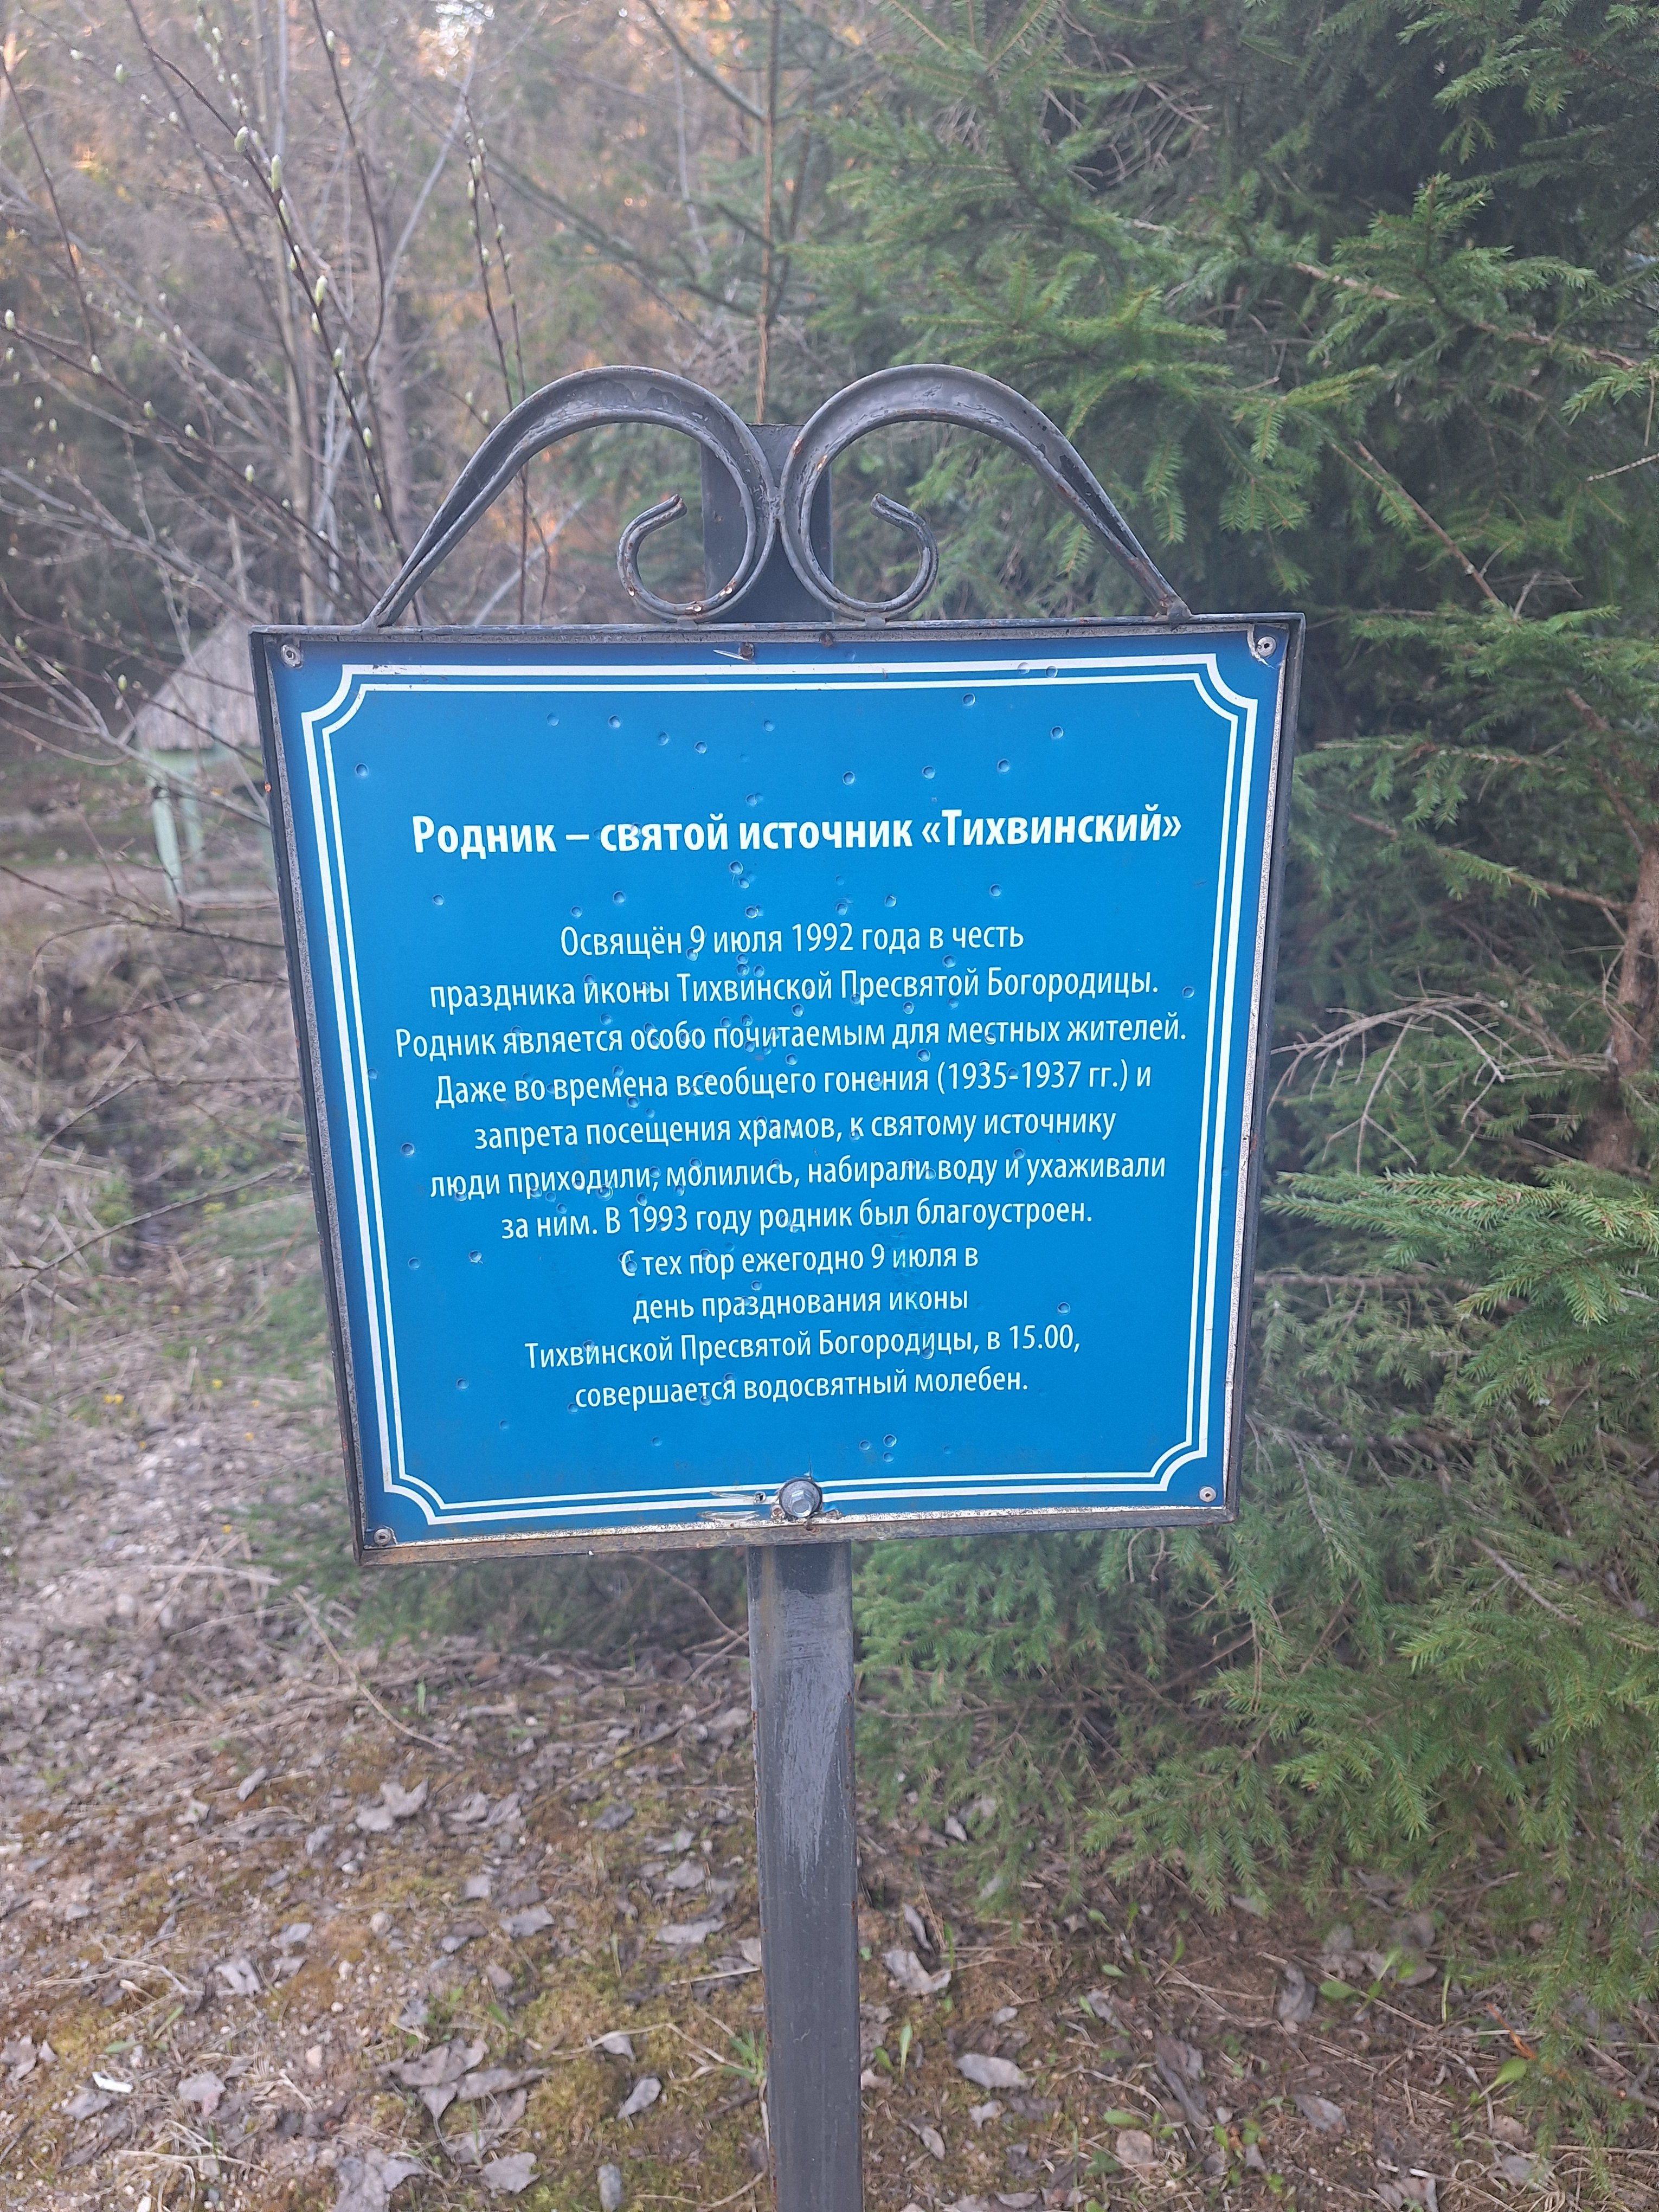 Родник – святой источник «Тихвинский»
Освящён 9 июля 1992 года в честь
праздника иконы Тихвинской Пресвятой Богородицы.
Родник является особо почитаемым для местных жителей.
Даже во времена всеобщего гонения (1935-1937 гг.) и
запрета посещения храмов, к святому источнику
люди приходили, молились, набирали воду и ухаживали
за ним. В 1993 году родник был благоустроен.
С тех пор ежегодно 9 июля в
день празднования иконы
Тихвинской Пресвятой Богородицы, в 15.00,
совершается водосвятный молебен.